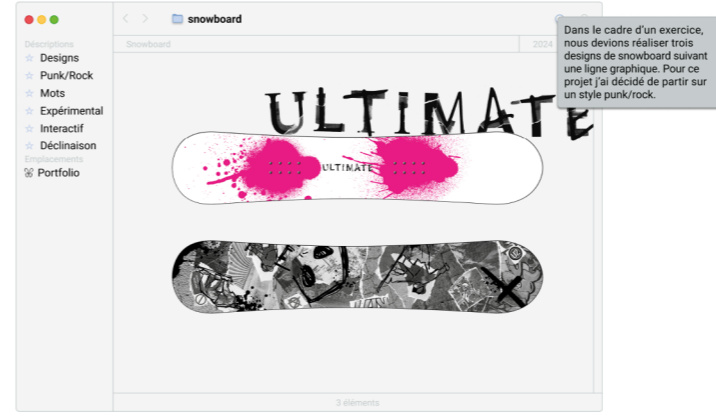 snowboard
Snowboard
2024
Déscriptions
Designs
Punk/Rock
Mots
Expérimental
Interactif
Déclinaison
Emplacements
Portfolio
Dans le cadre d’un exercice,
nous devions réaliser trois
designs de snowboard suivant
une ligne graphique. Pour ce
projet j’ai décidé de partir sur
un style punk/rock.
ULTIMATE
ULTIMATE
3 éléments